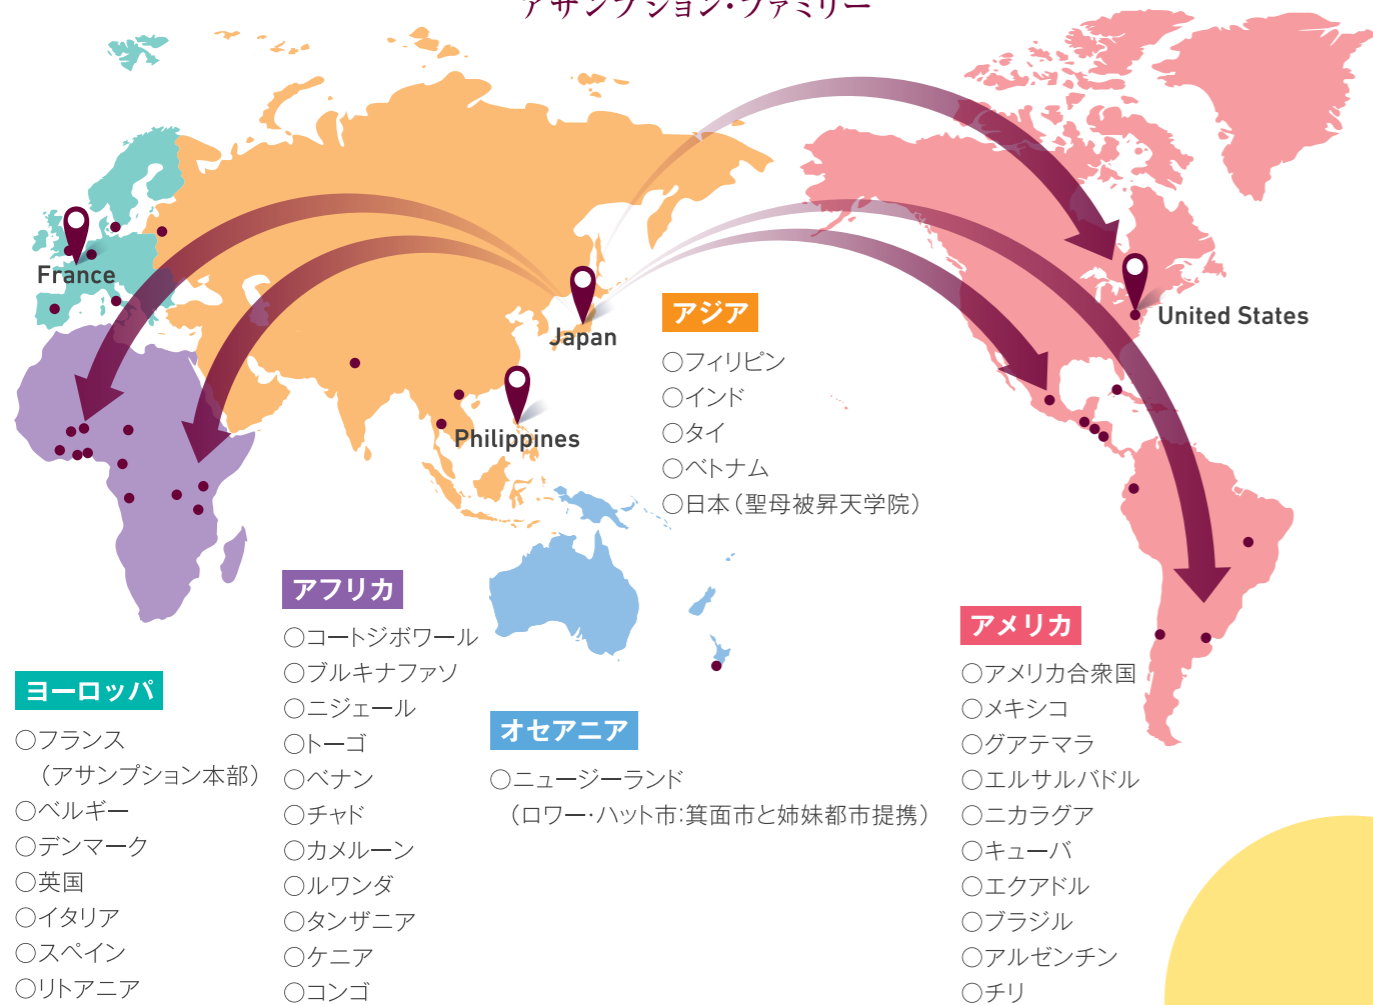 アサンプション・ファミリー
France
Japan
Philippines
United States
アジア
○フィリピン
○インド
○タイ
○ベトナム
○日本（聖母被昇天学院）
アフリカ
○コートジボワール
○ブルキナファソ
○ニジェール
○トーゴ
○ベナン
○チャド
○カメルーン
○ルワンダ
○タンザニア
○ケニア
○コンゴ
ヨーロッパ
○フランス
（アサンプション本部）
○ベルギー
○デンマーク
○英国
○イタリア
○スペイン
○リトアニア
オセアニア
○ニュージーランド
（ロワー・ハット市:箕面市と姉妹都市提携）
アメリカ
○アメリカ合衆国
○メキシコ
○グアテマラ
○エルサルバドル
○ニカラグア
○キューバ
○エクアドル
○ブラジル
○アルゼンチン
○チリ